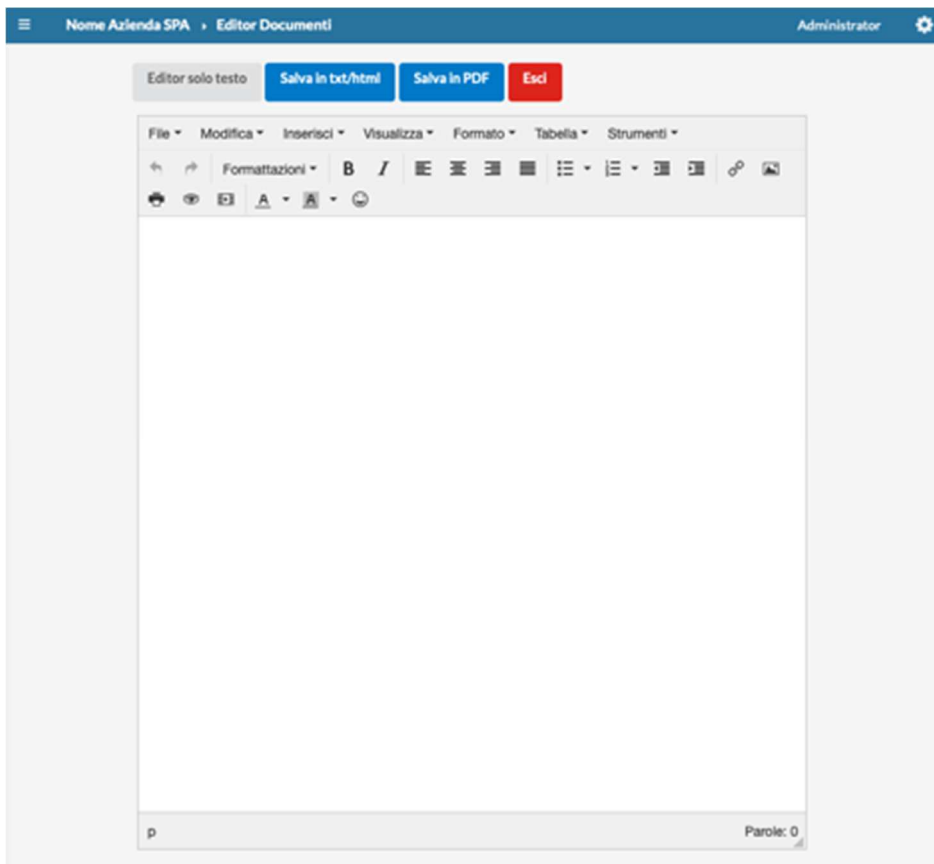 Nome Azienda SPA › Editor Documenti Administrator
Editor solo testo Salva in txt/html Salva in PDF Esci
File Modifica Inserisci Visualizza Formato Tabella Strumenti
Formattazioni B I
A A
p Parole: 0